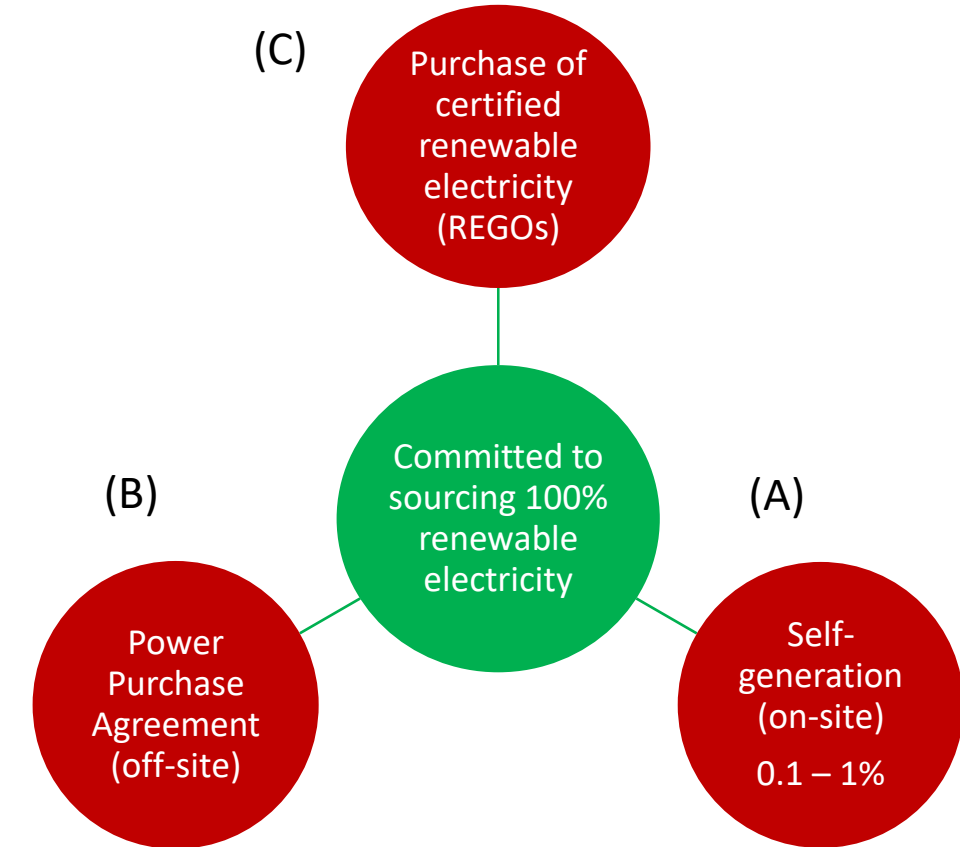 (C)
Purchase of
certified
renewable
electricity
(REGOs)
Committed to
sourcing 100%
renewable
electricity
(B)
Power
Purchase
Agreement
(off-site)
(A)
Self-
generation
(on-site)
0.1 – 1%